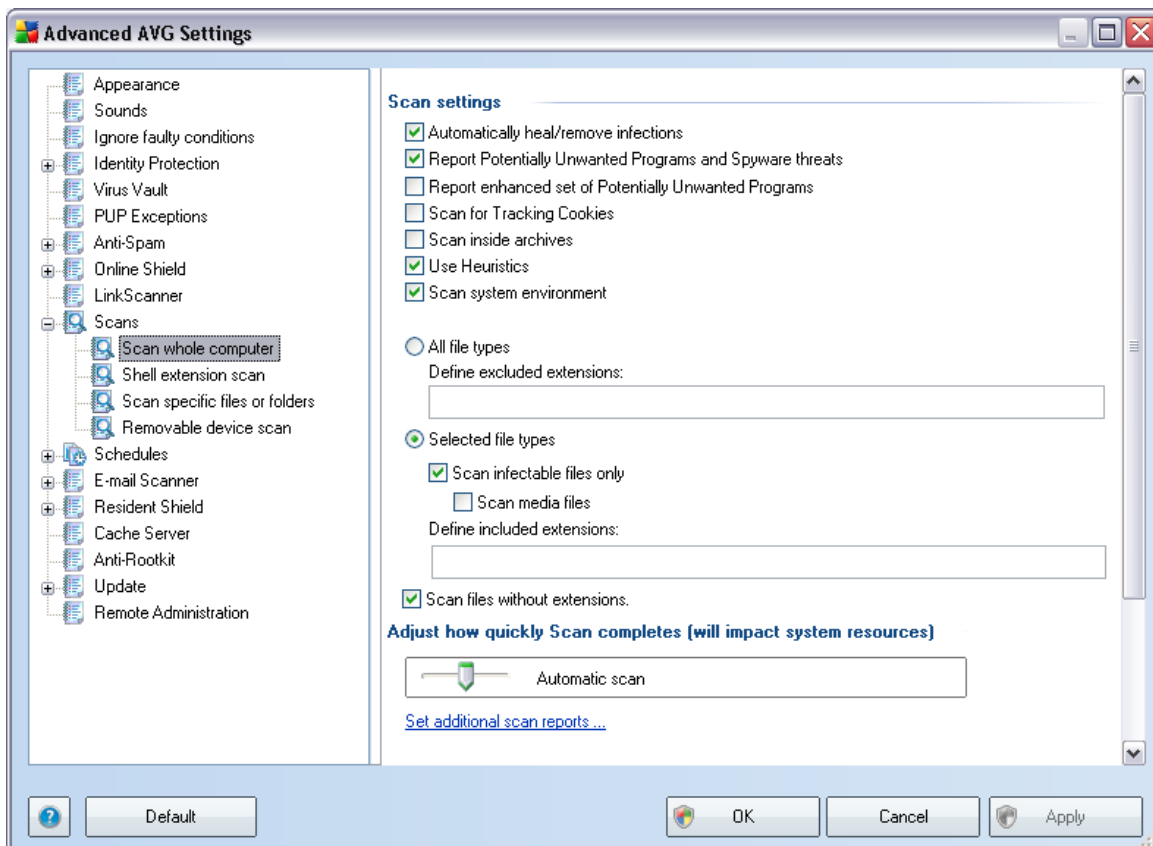 Advanced AVG Settings
Appearance
Sounds
Ignore faulty conditions
Identity Protection
Virus Vault
PUP Exceptions
Anti-Spam
Online Shield
LinkScanner
Scans
Scan whole computer
Shell extension scan
Scan specific files or folders
Removable device scan
Schedules
E-mail Scanner
Resident Shield
Cache Server
Anti-Rootkit
Update
Remote Administration
Scan settings
Automatically heal/remove infections
Report Potentially Unwanted Programs and Spyware threats
Report enhanced set of Potentially Unwanted Programs
Scan for Tracking Cookies
Scan inside archives
Use Heuristics
Scan system environment
All file types
Define excluded extensions:
Selected file types
Scan infectable files only
Scan media files
Define included extensions:
Scan files without extensions.
Adjust how quickly Scan completes (will impact system resources)
Automatic scan
Set additional scan reports ...
Default
OK
Cancel
Apply